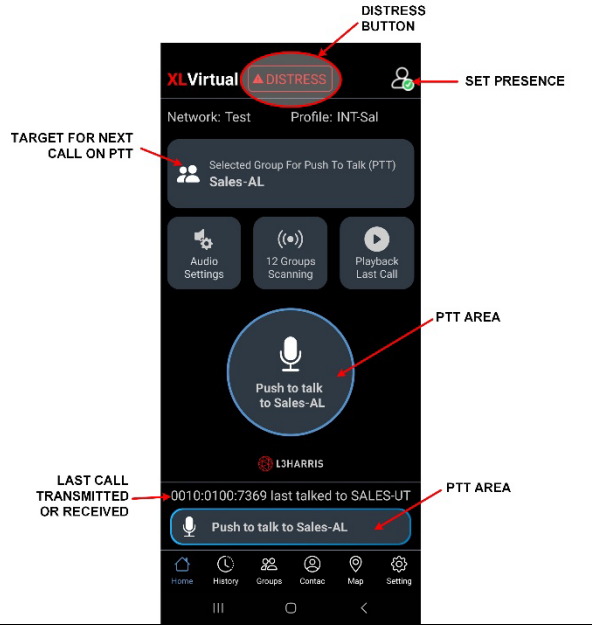 DISTRESS
BUTTON
XLVirtual
DISTRESS
SET PRESENCE
Network: Test
Profile: INT-Sal
TARGET FOR NEXT
CALL ON PTT
Selected Group For Push To Talk (PTT)
Sales-AL
Audio
Settings
12 Groups
Scanning
Playback
Last Call
PTT AREA
Push to talk
to Sales-AL
L3HARRIS
LAST CALL
TRANSMITTED
OR RECEIVED
0010:0100:7369 last talked to SALES-UT
PTT AREA
Push to talk to Sales-AL
Home
History
Groups
Contac
Map
Setting